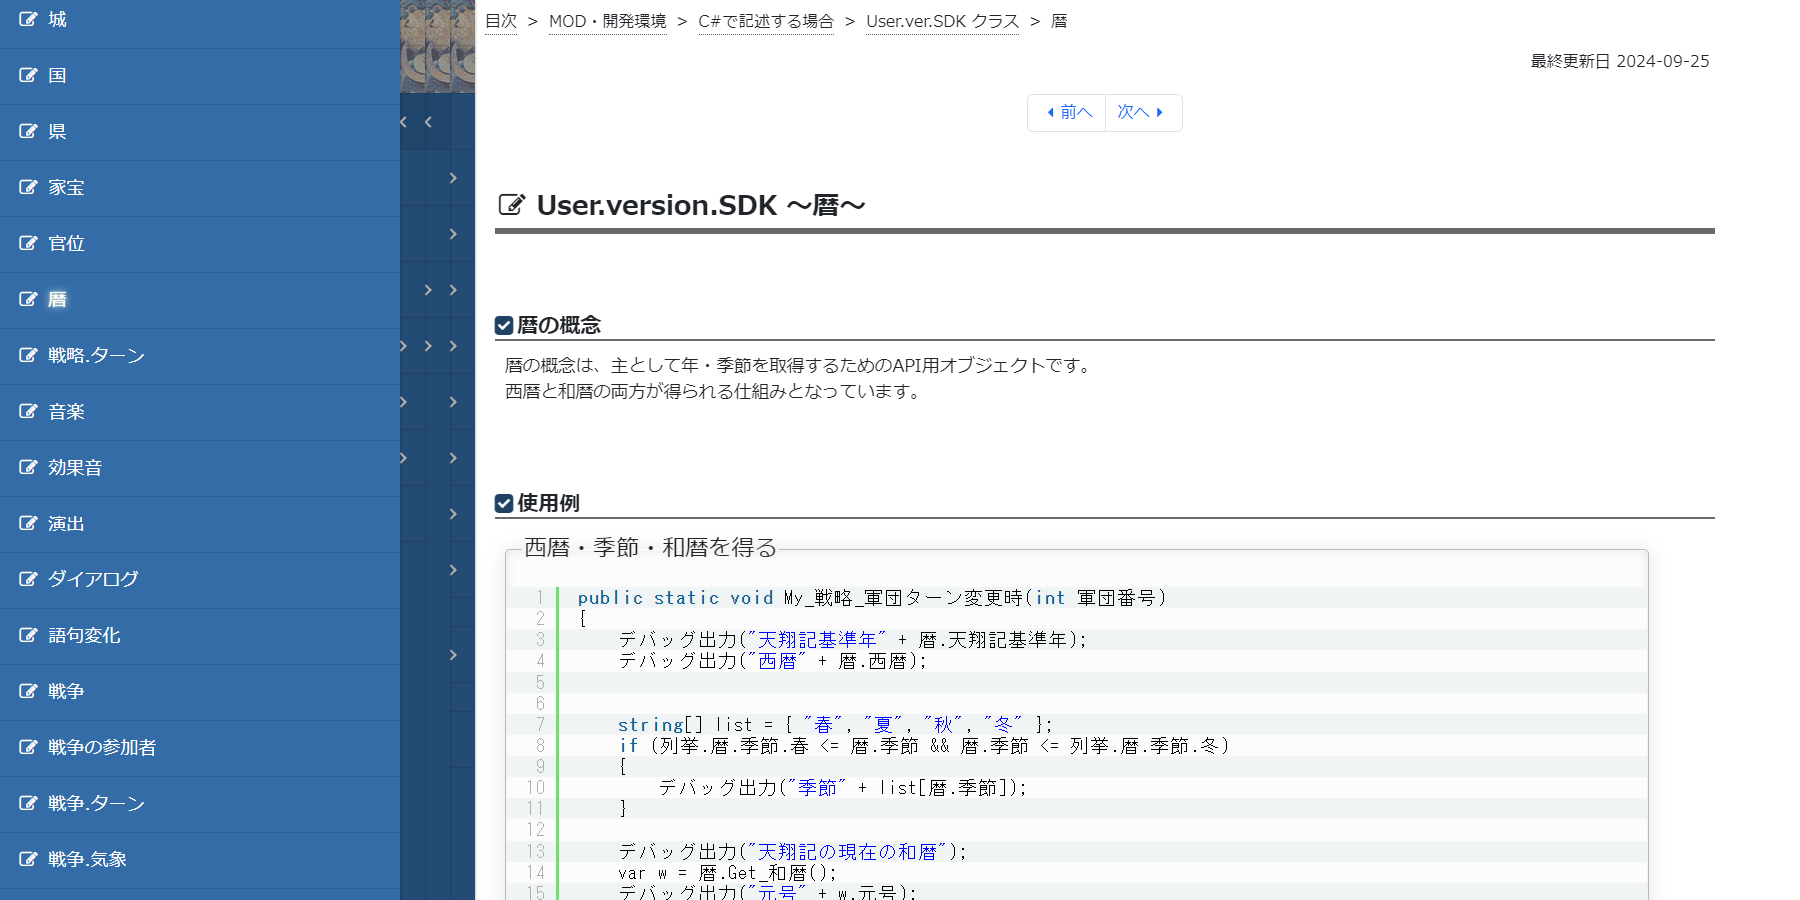 城
国
県
家宝
官位
暦
戦略.ターン
音楽
効果音
演出
ダイアログ
語句変化
戦争
戦争の参加者
戦争.ターン
戦争.気象
目次 > MOD・開発環境 > C#で記述する場合 > User.ver.SDK クラス > 暦
最終更新日 2024-09-25
前へ 次へ
User.version.SDK ～暦～
暦の概念
暦の概念は、主として年・季節を取得するためのAPI用オブジェクトです。
西暦と和暦の両方が得られる仕組みとなっています。
使用例
西暦・季節・和暦を得る
1 public static void My_戦略_軍団ターン変更時(int 軍団番号)
2 {
3 デバッグ出力("天翔記基準年" + 暦.天翔記基準年);
4 デバッグ出力("西暦" + 暦.西暦);
5
6
7 string[] list = { "春", "夏", "秋", "冬" };
8 if (列挙.暦.季節.春 <= 暦.季節 && 暦.季節 <= 列挙.暦.季節.冬)
9 {
10 デバッグ出力("季節" + list[暦.季節]);
11 }
12
13 デバッグ出力("天翔記の現在の和暦");
14 var w = 暦.Get_和暦();
15 デバッグ出力("元号" + w.元号);